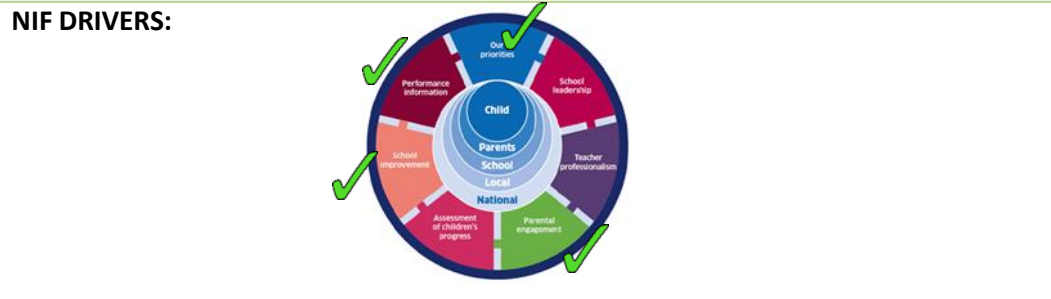 NIF DRIVERS:
Our
priorities
School
leadership
Teacher
professionalism
Parental
engagement
Assessment
of children's
progress
School
improvement
Performance
information
Child
Parents
School
Local
National